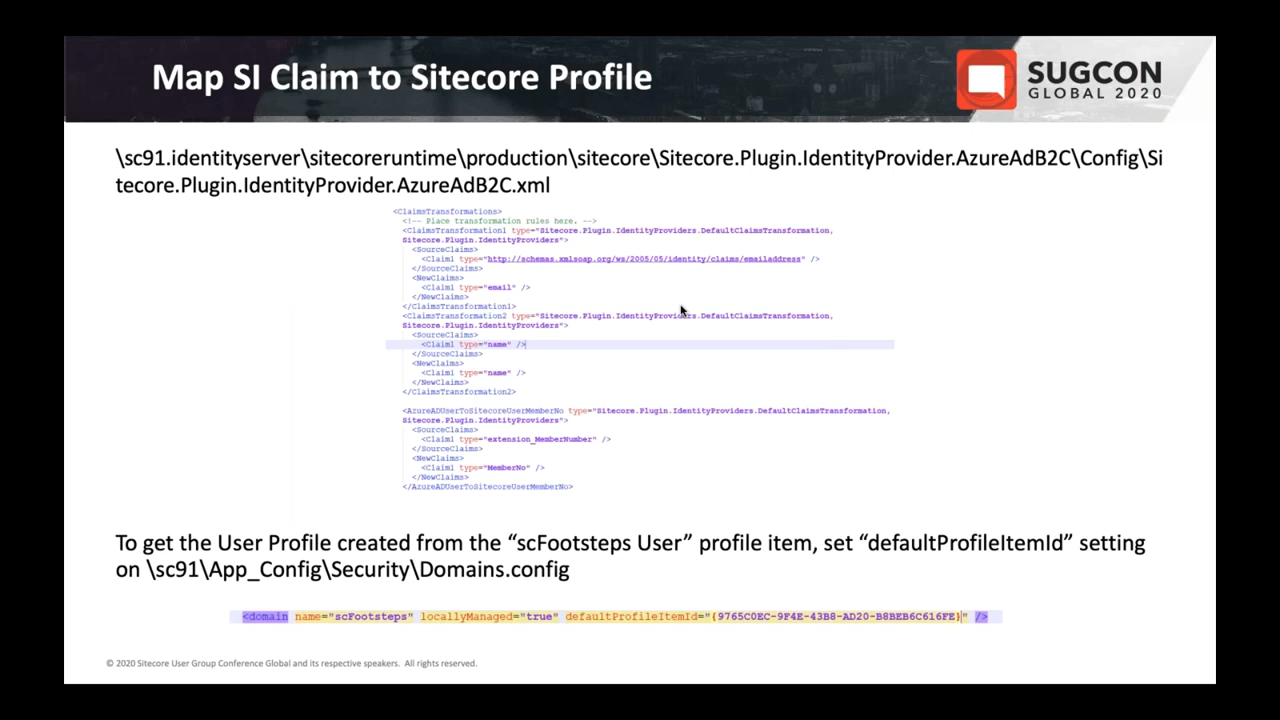 Map SI Claim to Sitecore Profile
SUGCON
GLOBAL 2020
\sc91.identityserver\sitecoreruntime\production\sitecore\Sitecore.Plugin.IdentityProvider.AzureAdB2C\Config\Si
tecore.Plugin.IdentityProvider.AzureAdB2C.xml
<ClaimsTransformations>
<!-- Place transformation rules here. -->
<ClaimsTransformation1 type="Sitecore.Plugin.IdentityProviders.DefaultClaimsTransformation,
Sitecore.Plugin.IdentityProviders">
<SourceClaims>
<Claim1 type="http://schemas.xmlsoap.org/ws/2005/05/identity/claims/emailaddress" />
</SourceClaims>
<NewClaims>
<Claim1 type="email" />
</NewClaims>
</ClaimsTransformation1>
<ClaimsTransformation2 type="Sitecore.Plugin.IdentityProviders.DefaultClaimsTransformation,
Sitecore.Plugin.IdentityProviders">
<SourceClaims>
<Claim1 type="name" />
</SourceClaims>
<NewClaims>
<Claim1 type="name" />
</NewClaims>
</ClaimsTransformation2>
<AzureADUserToSitecoreUserMemberNo type="Sitecore.Plugin.IdentityProviders.DefaultClaimsTransformation,
Sitecore.Plugin.IdentityProviders">
<SourceClaims>
<Claim1 type="extension_MemberNumber" />
</SourceClaims>
<NewClaims>
<Claim1 type="MemberNo" />
</NewClaims>
</AzureADUserToSitecoreUserMemberNo>
To get the User Profile created from the “scFootsteps User” profile item, set “defaultProfileItemId” setting
on \sc91\App_Config\Security\Domains.config
<domain name="scFootsteps" locallyManaged="true" defaultProfileItemId="{9765C0EC-9F4E-43B8-AD20-B8BEB6C616FE}" />
© 2020 Sitecore User Group Conference Global and its respective speakers. All rights reserved.